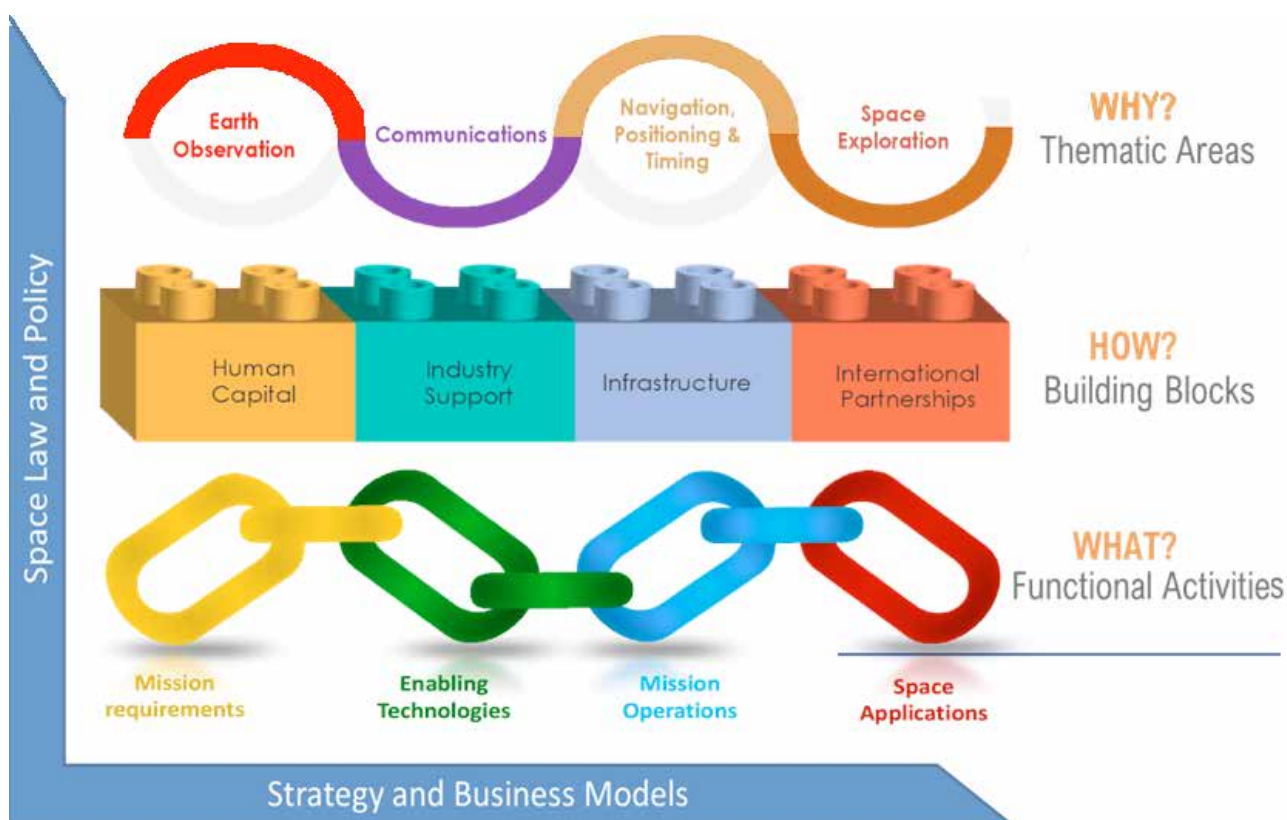 Earth
Observation
Communications
Navigation,
Positioning &
Timing
Space
Exploration
WHY?
Thematic Areas
Human
Capital
Industry
Support
Infrastructure
International
Partnerships
HOW?
Building Blocks
WHAT?
Functional Activities
Mission
requirements
Enabling
Technologies
Mission
Operations
Space
Applications
Space Law and Policy
Strategy and Business Models